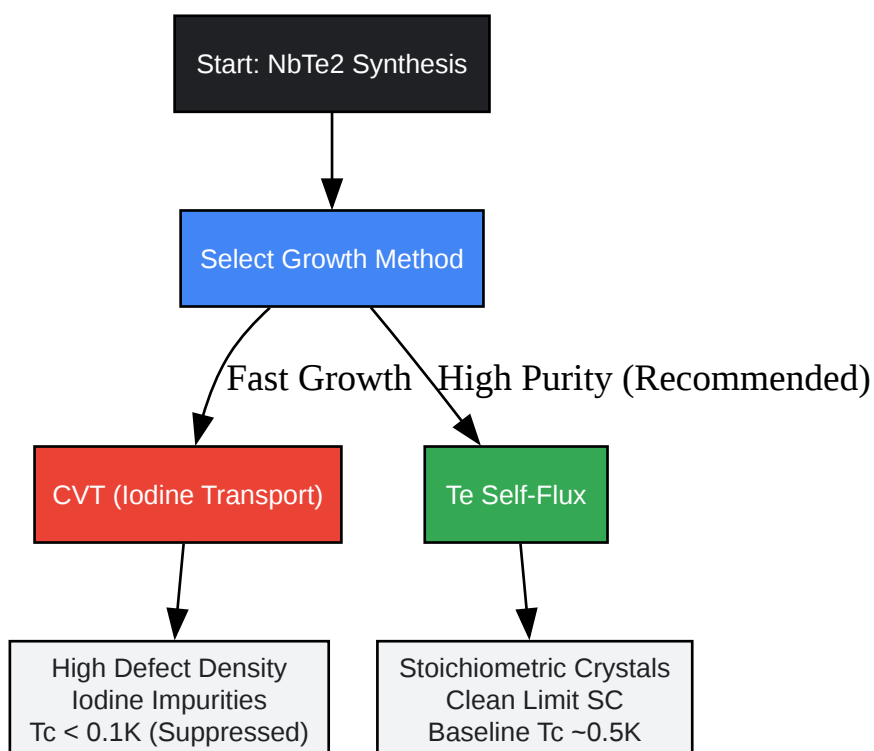 Start: NbTe2 Synthesis
Select Growth Method
Fast Growth
High Purity (Recommended)
CVT (Iodine Transport)
Te Self-Flux
High Defect Density
Iodine Impurities
Tc < 0.1K (Suppressed)
Stoichiometric Crystals
Clean Limit SC
Baseline Tc ~0.5K